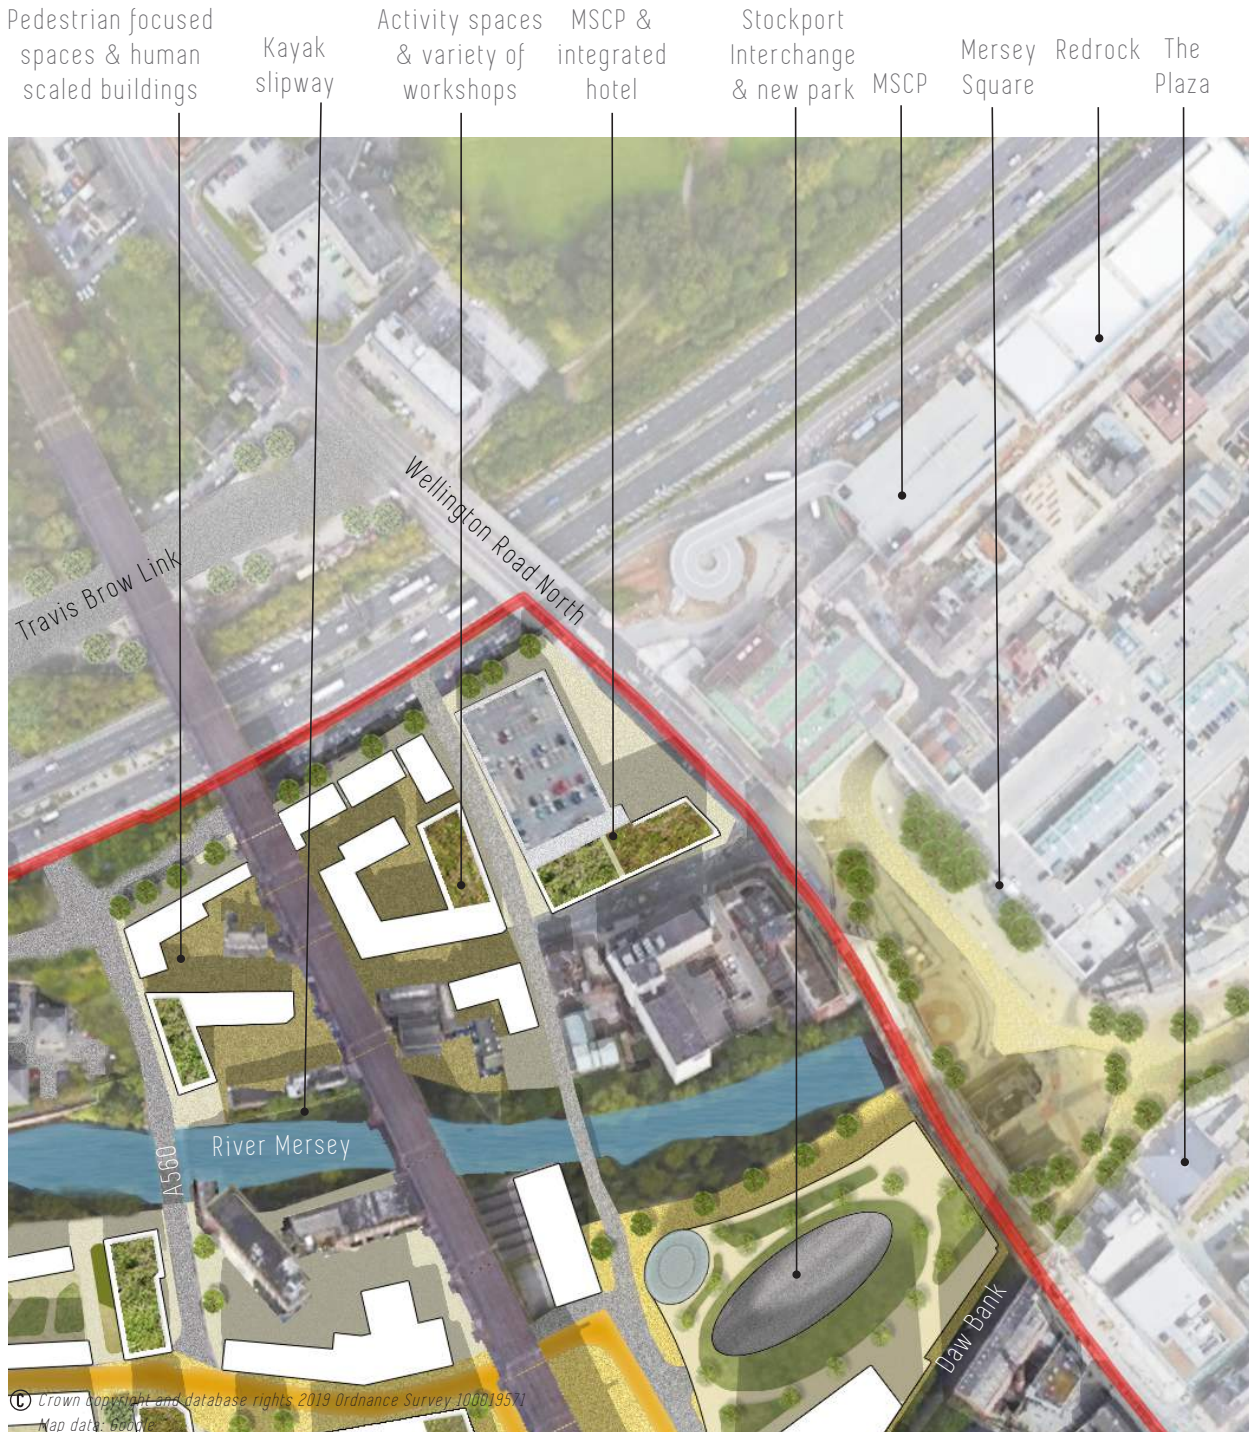 Pedestrian focused
spaces & human
scaled buildings
Kayak
slipway
Activity spaces
& variety of
workshops
MSCP &
integrated
hotel
Stockport
Interchange
& new park
MSCP
Mersey
Square
Redrock
The
Plaza
Wellington Road North
Travis Brow Link
River Mersey
A560
Daw Bank
© Crown copyright and database rights 2019 Ordnance Survey 100019571
Map data: Google